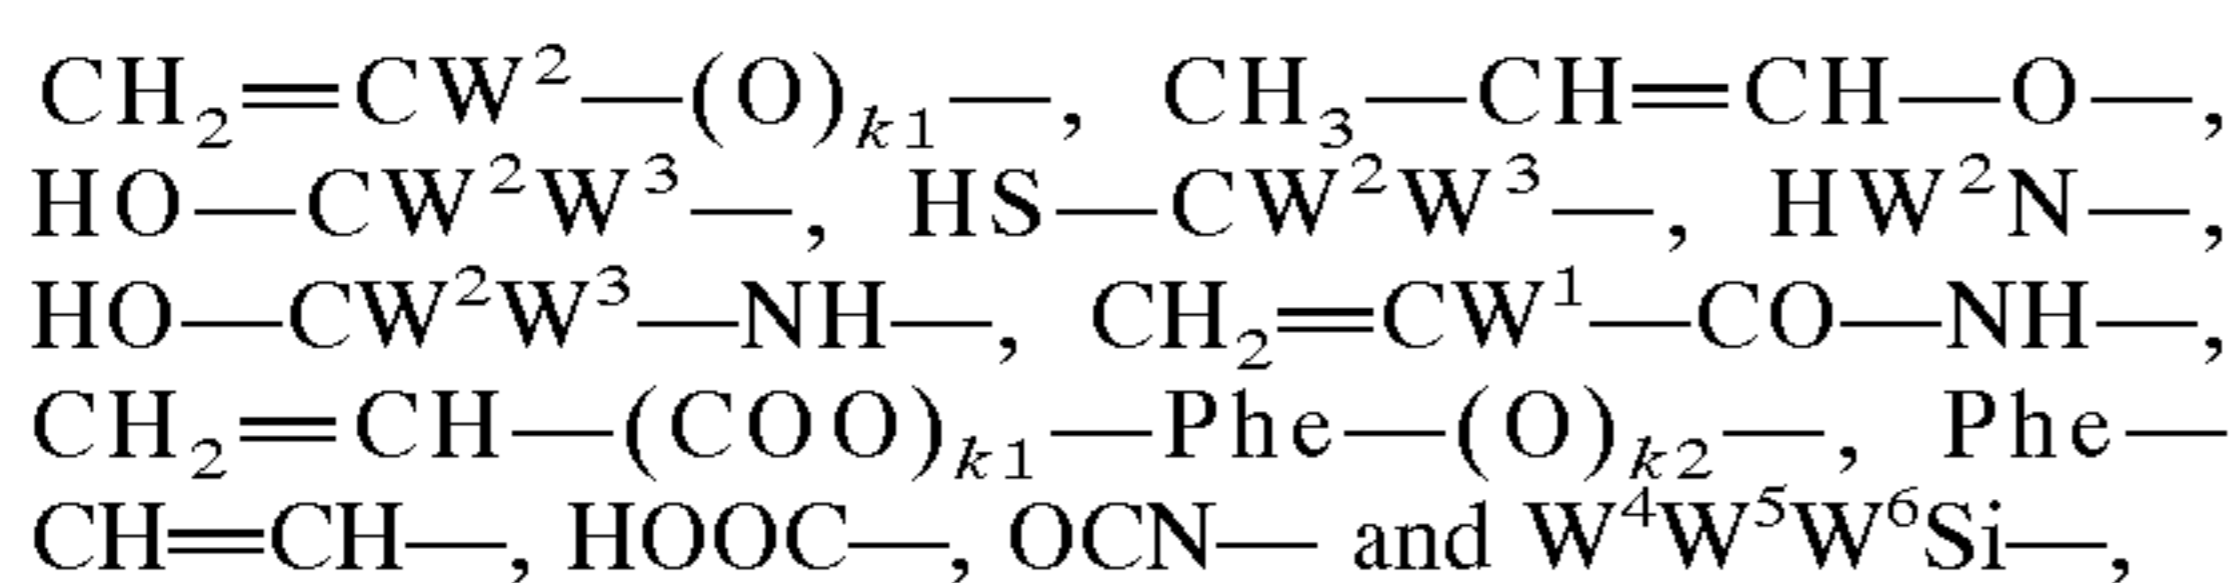 CH₂=CW²—(O)ₖ₁—, CH₃—CH=CH—O—,
HO—CW²W³—, HS—CW²W³—, HW²N—,
HO—CW²W³—NH—, CH₂=CW¹—CO—NH—,
CH₂=CH—(COO)ₖ₁—Phe—(O)ₖ₂—, Phe—
CH=CH—, HOOC—, OCN— and W⁴W⁵W⁶Si—,